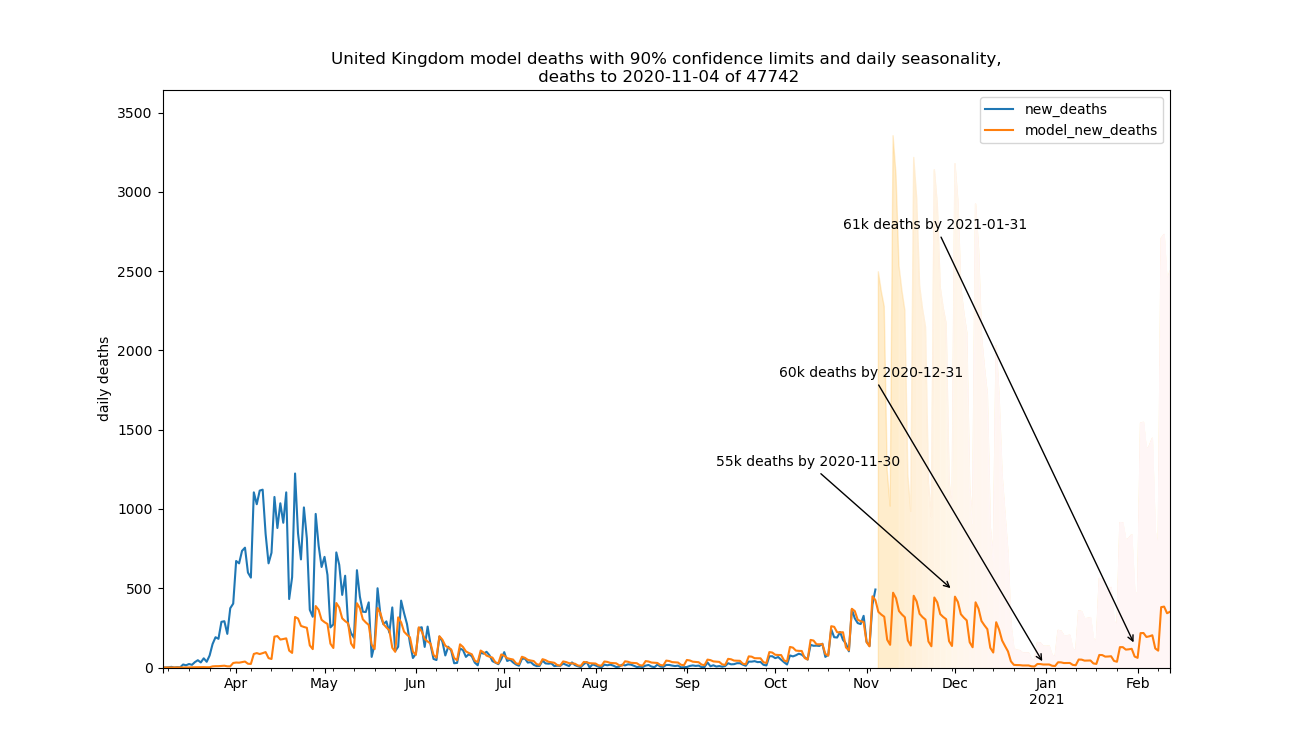 United Kingdom model deaths with 90% confidence limits and daily seasonality,
deaths to 2020-11-04 of 47742
new_deaths
model_new_deaths
daily deaths
3500
3000
2500
2000
1500
1000
500
0
61k deaths by 2021-01-31
60k deaths by 2020-12-31
55k deaths by 2020-11-30
Apr May Jun Jul Aug Sep Oct Nov Dec Jan Feb
2021